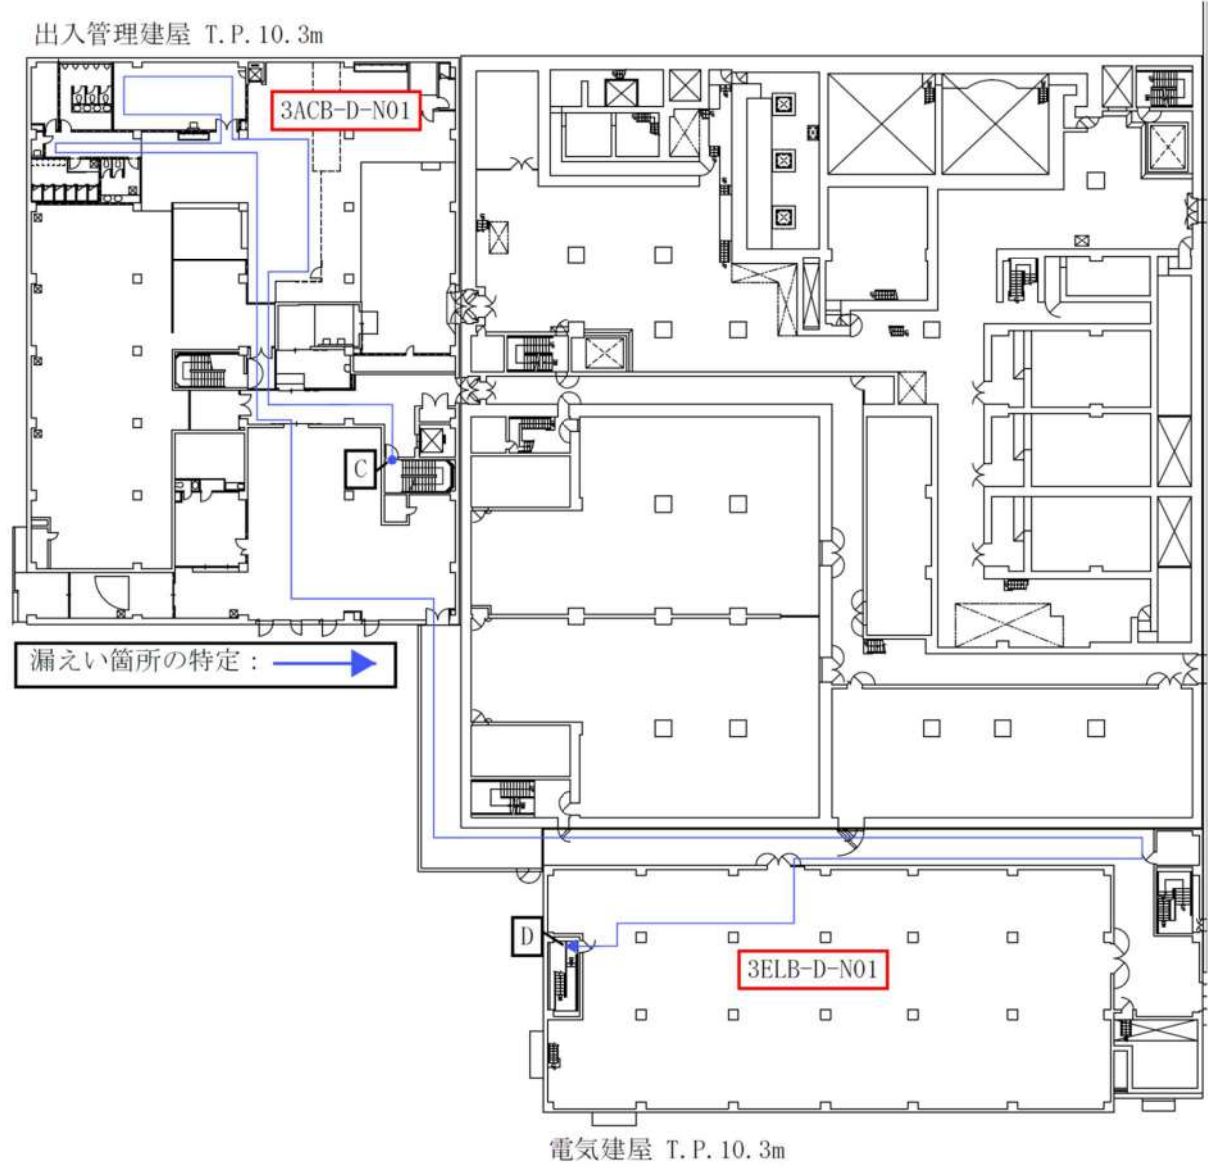 出入管理建屋 T.P.10.3m
3ACB-D-N01
C
漏えい箇所の特定：
D
3ELB-D-N01
電気建屋 T.P.10.3m